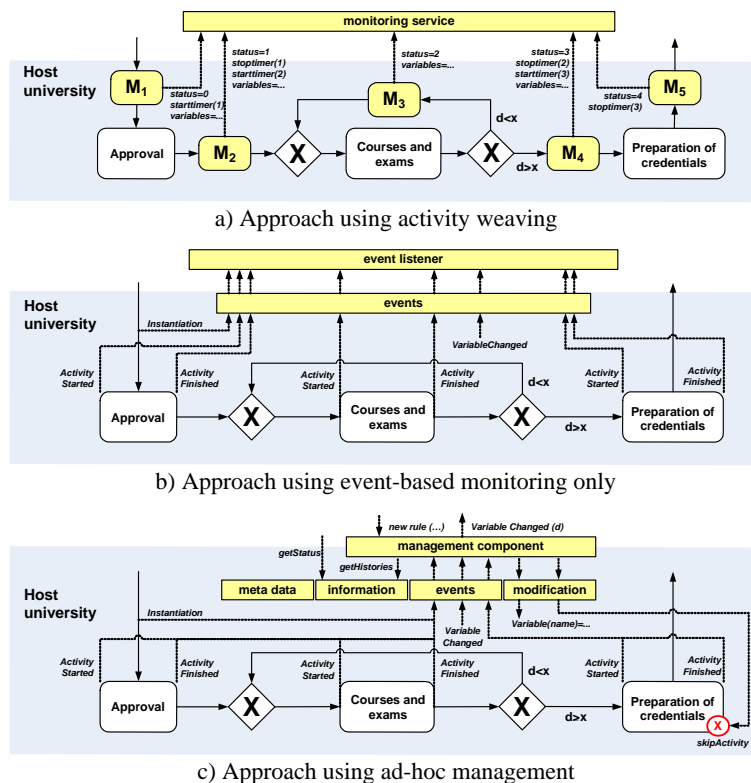 monitoring service
status=1
stoptimer(1)
starttimer(2)
variables=...
status=2
variables=...
status=3
stoptimer(2)
starttimer(3)
variables=...
Host
university
M1
status=0
starttimer(1)
variables=...
M3
status=4
stoptimer(3)
M5
d<x
Approval
M2
X
Courses and
exams
X
d>x
M4
Preparation of
credentials
a) Approach using activity weaving
event listener
events
Host
university
Instantiation
VariableChanged
Activity
Started
Activity
Finished
Activity
Started
Activity
Finished
Activity
Started
Activity
Finished
d<x
Approval
X
Courses and
exams
X
d>x
Preparation of
credentials
b) Approach using event-based monitoring only
new rule (...)
Variable Changed (d)
getStatus
management component
getHistories
meta data
information
events
modification
Host
university
Instantiation
Variable
Changed
Variable(name)=...
Activity
Started
Activity
Finished
Activity
Started
Activity
Finished
Activity
Started
Activity
Finished
d<x
Approval
X
Courses and
exams
X
d>x
Preparation of
credentials
X
skipActivity
c) Approach using ad-hoc management